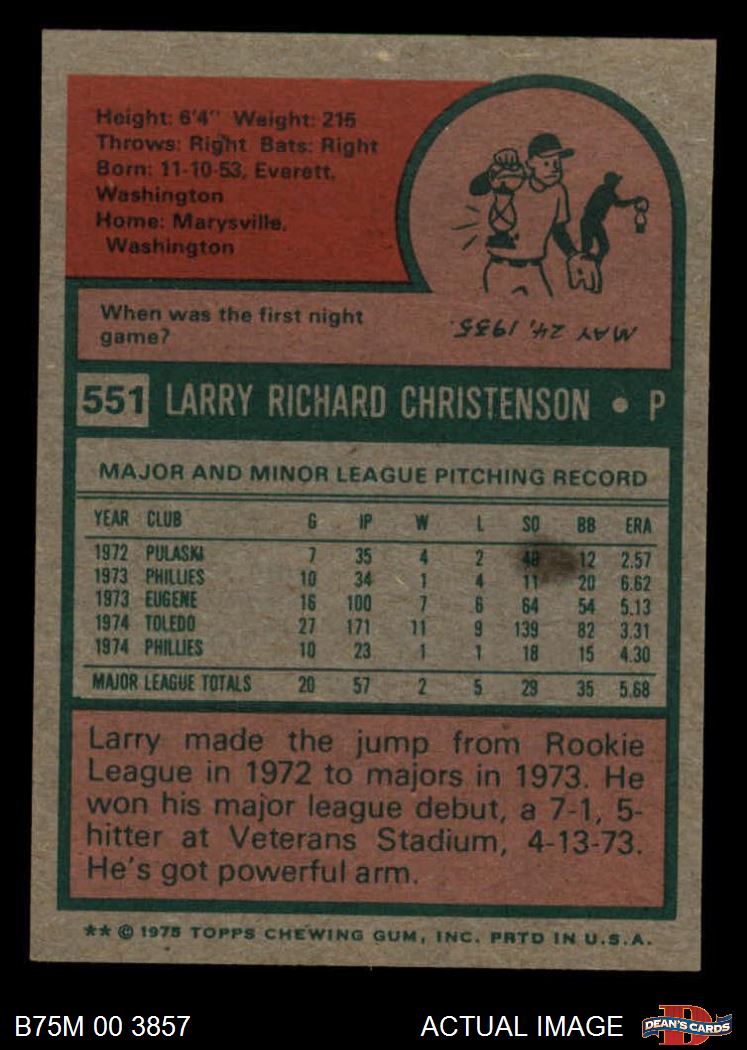 Height: 6'4" Weight: 215
Throws: Right Bats: Right
Born: 11-10-53, Everett,
Washington
Home: Marysville,
Washington
When was the first night
game?
MAY 24, 1935.
551 LARRY RICHARD CHRISTENSON • P
MAJOR AND MINOR LEAGUE PITCHING RECORD
YEAR CLUB G IP W L SO BB ERA
1972 PULASKI 7 35 4 2 12 2.57
1973 PHILLIES 10 34 1 4 11 20 6.62
1973 EUGENE 16 100 7 6 64 54 5.13
1974 TOLEDO 27 171 11 9 139 82 3.31
1974 PHILLIES 10 23 1 1 18 15 4.30
MAJOR LEAGUE TOTALS 20 57 2 5 29 35 5.68
Larry made the jump from Rookie
League in 1972 to majors in 1973. He
won his major league debut, a 7-1, 5-
hitter at Veterans Stadium, 4-13-73.
He's got powerful arm.
** © 1975 TOPPS CHEWING GUM, INC. PRTD IN U.S.A.
B75M 00 3857 ACTUAL IMAGE DEAN'S CARDS